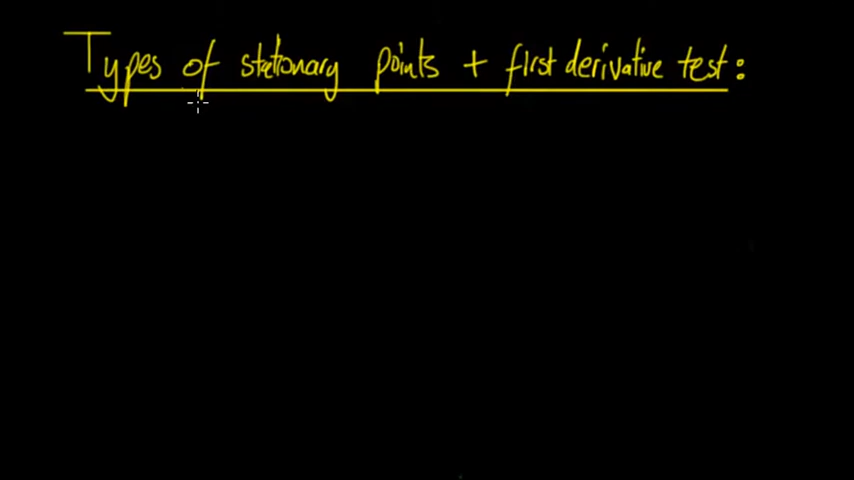 Types of stationary points + first derivative test: